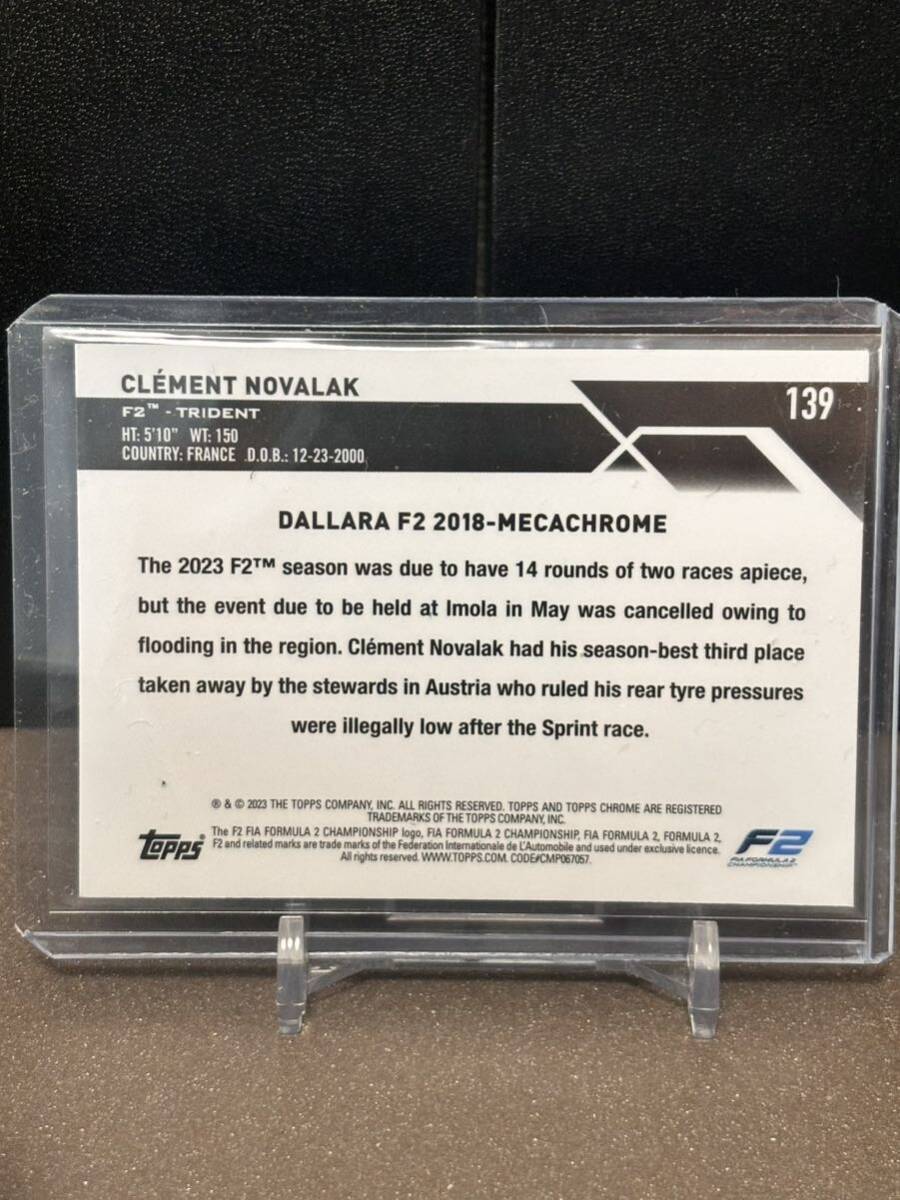 CLÉMENT NOVALAK
139
F2™ - TRIDENT
HT: 5'10" WT: 150
COUNTRY: FRANCE D.O.B.: 12-23-2000
DALLARA F2 2018-MECACHROME
The 2023 F2™ season was due to have 14 rounds of two races apiece,
but the event due to be held at Imola in May was cancelled owing to
flooding in the region. Clément Novalak had his season-best third place
taken away by the stewards in Austria who ruled his rear tyre pressures
were illegally low after the Sprint race.
® & © 2023 THE TOPPS COMPANY, INC. ALL RIGHTS RESERVED. TOPPS AND TOPPS CHROME ARE REGISTERED
TRADEMARKS OF THE TOPPS COMPANY, INC.
The F2 FIA FORMULA 2 CHAMPIONSHIP logo, FIA FORMULA 2 CHAMPIONSHIP, FIA FORMULA 2, FORMULA 2,
F2 and related marks are trade marks of the Federation Internationale de L'Automobile and used under exclusive licence.
All rights reserved. WWW.TOPPS.COM. CODE#CMP067057.
Topps®
F2
FIA FORMULA 2
CHAMPIONSHIP™